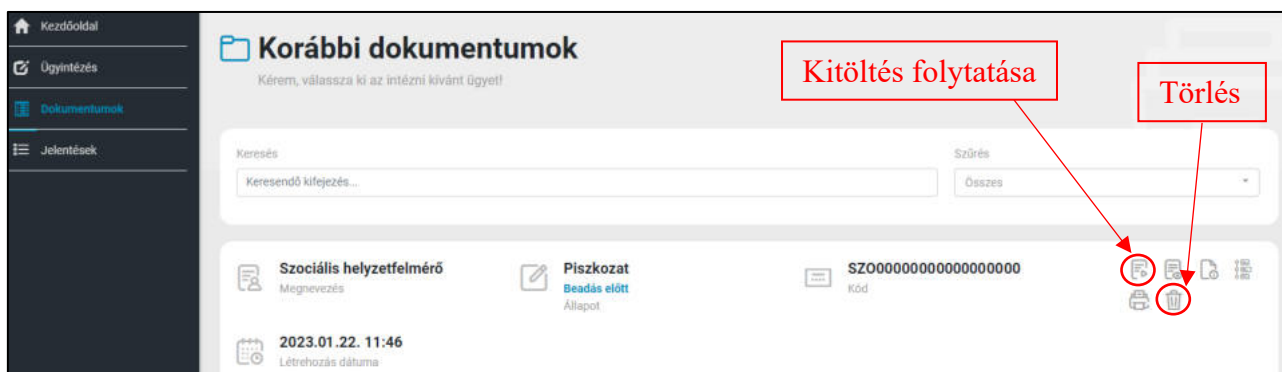 Kezdőoldal
Ügyintézés
Dokumentumok
Jelentések
Korábbi dokumentumok
Kérem, válassza ki az intézni kívánt ügyet!
Kitöltés folytatása
Törlés
Keresés
Keresendő kifejezés...
Szűrés
Összes
Szociális helyzetfelmérő
Megnevezés
Piszkozat
Beadás előtt
Állapot
SZO00000000000000000
Kód
2023.01.22. 11:46
Létrehozás dátuma